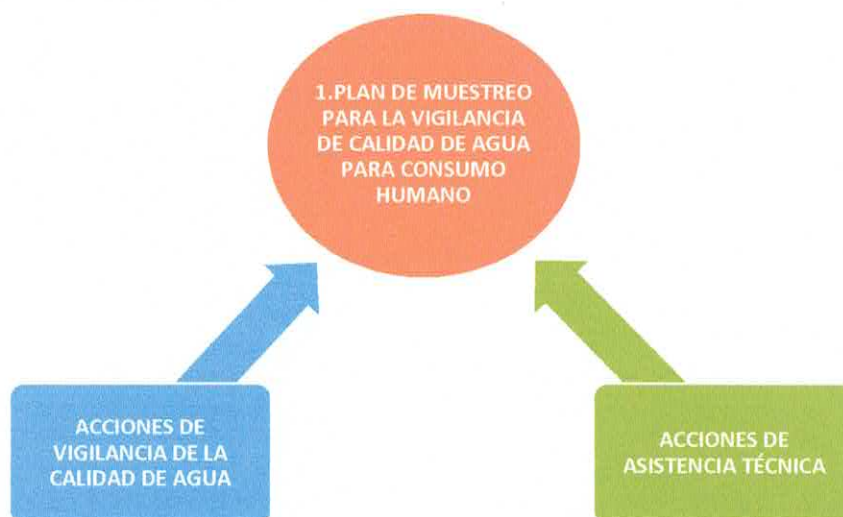 1.PLAN DE MUESTREO
PARA LA VIGILANCIA
DE CALIDAD DE AGUA
PARA CONSUMO
HUMANO
ACCIONES DE
VIGILANCIA DE LA
CALIDAD DE AGUA
ACCIONES DE
ASISTENCIA TÉCNICA